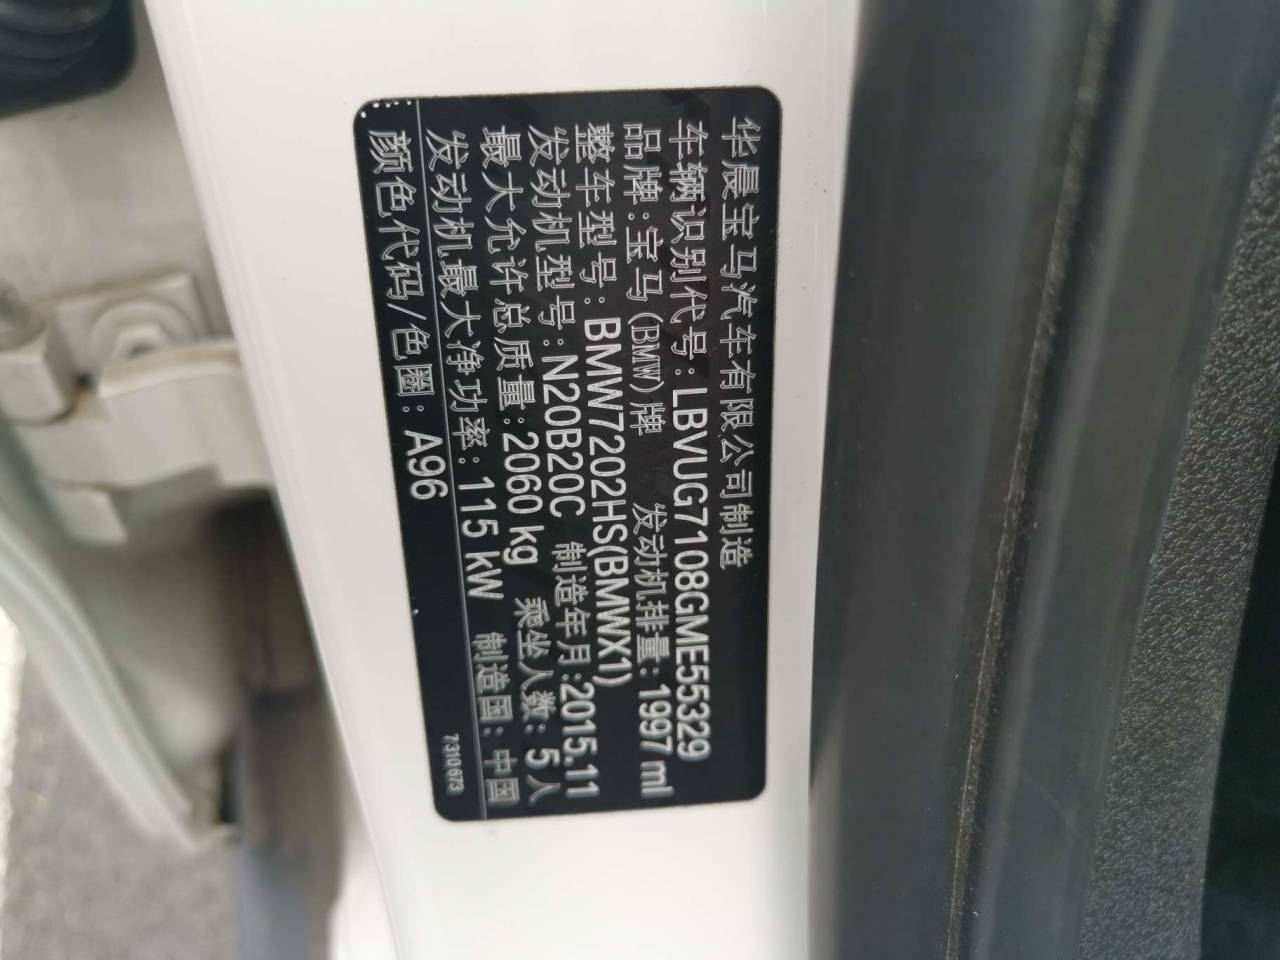 华晨宝马汽车有限公司制造
车辆识别代号:LBVUG7108GME55329
品牌:宝马(BMW)牌 发动机排量:1997 ml
整车型号:BMW7202HS(BMWX1)
发动机型号:N20B20C 制造年月:2015.11
最大允许总质量:2060 kg 乘坐人数:5人
发动机最大净功率:115 kW 制造国:中国
颜色代码/色圈:A96 7310673